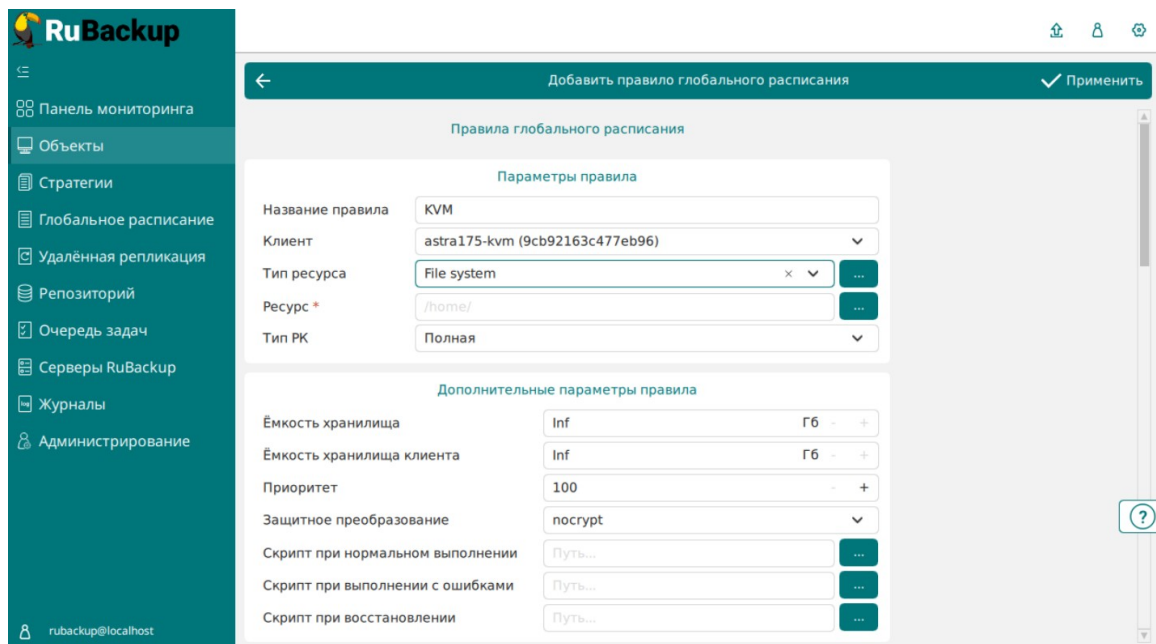 RuBackup
Панель мониторинга
Объекты
Стратегии
Глобальное расписание
Удалённая репликация
Репозиторий
Очередь задач
Серверы RuBackup
Журналы
Администрирование
rubackup@localhost
Добавить правило глобального расписания
Применить
Правила глобального расписания
Параметры правила
Название правила KVM
Клиент astra175-kvm (9cb92163c477eb96)
Тип ресурса File system × ...
Ресурс * /home/ ...
Тип РК Полная
Дополнительные параметры правила
Ёмкость хранилища Inf Гб - +
Ёмкость хранилища клиента Inf Гб - +
Приоритет 100 - +
Защитное преобразование nocrypt
Скрипт при нормальном выполнении Путь... ...
Скрипт при выполнении с ошибками Путь... ...
Скрипт при восстановлении Путь... ...
?